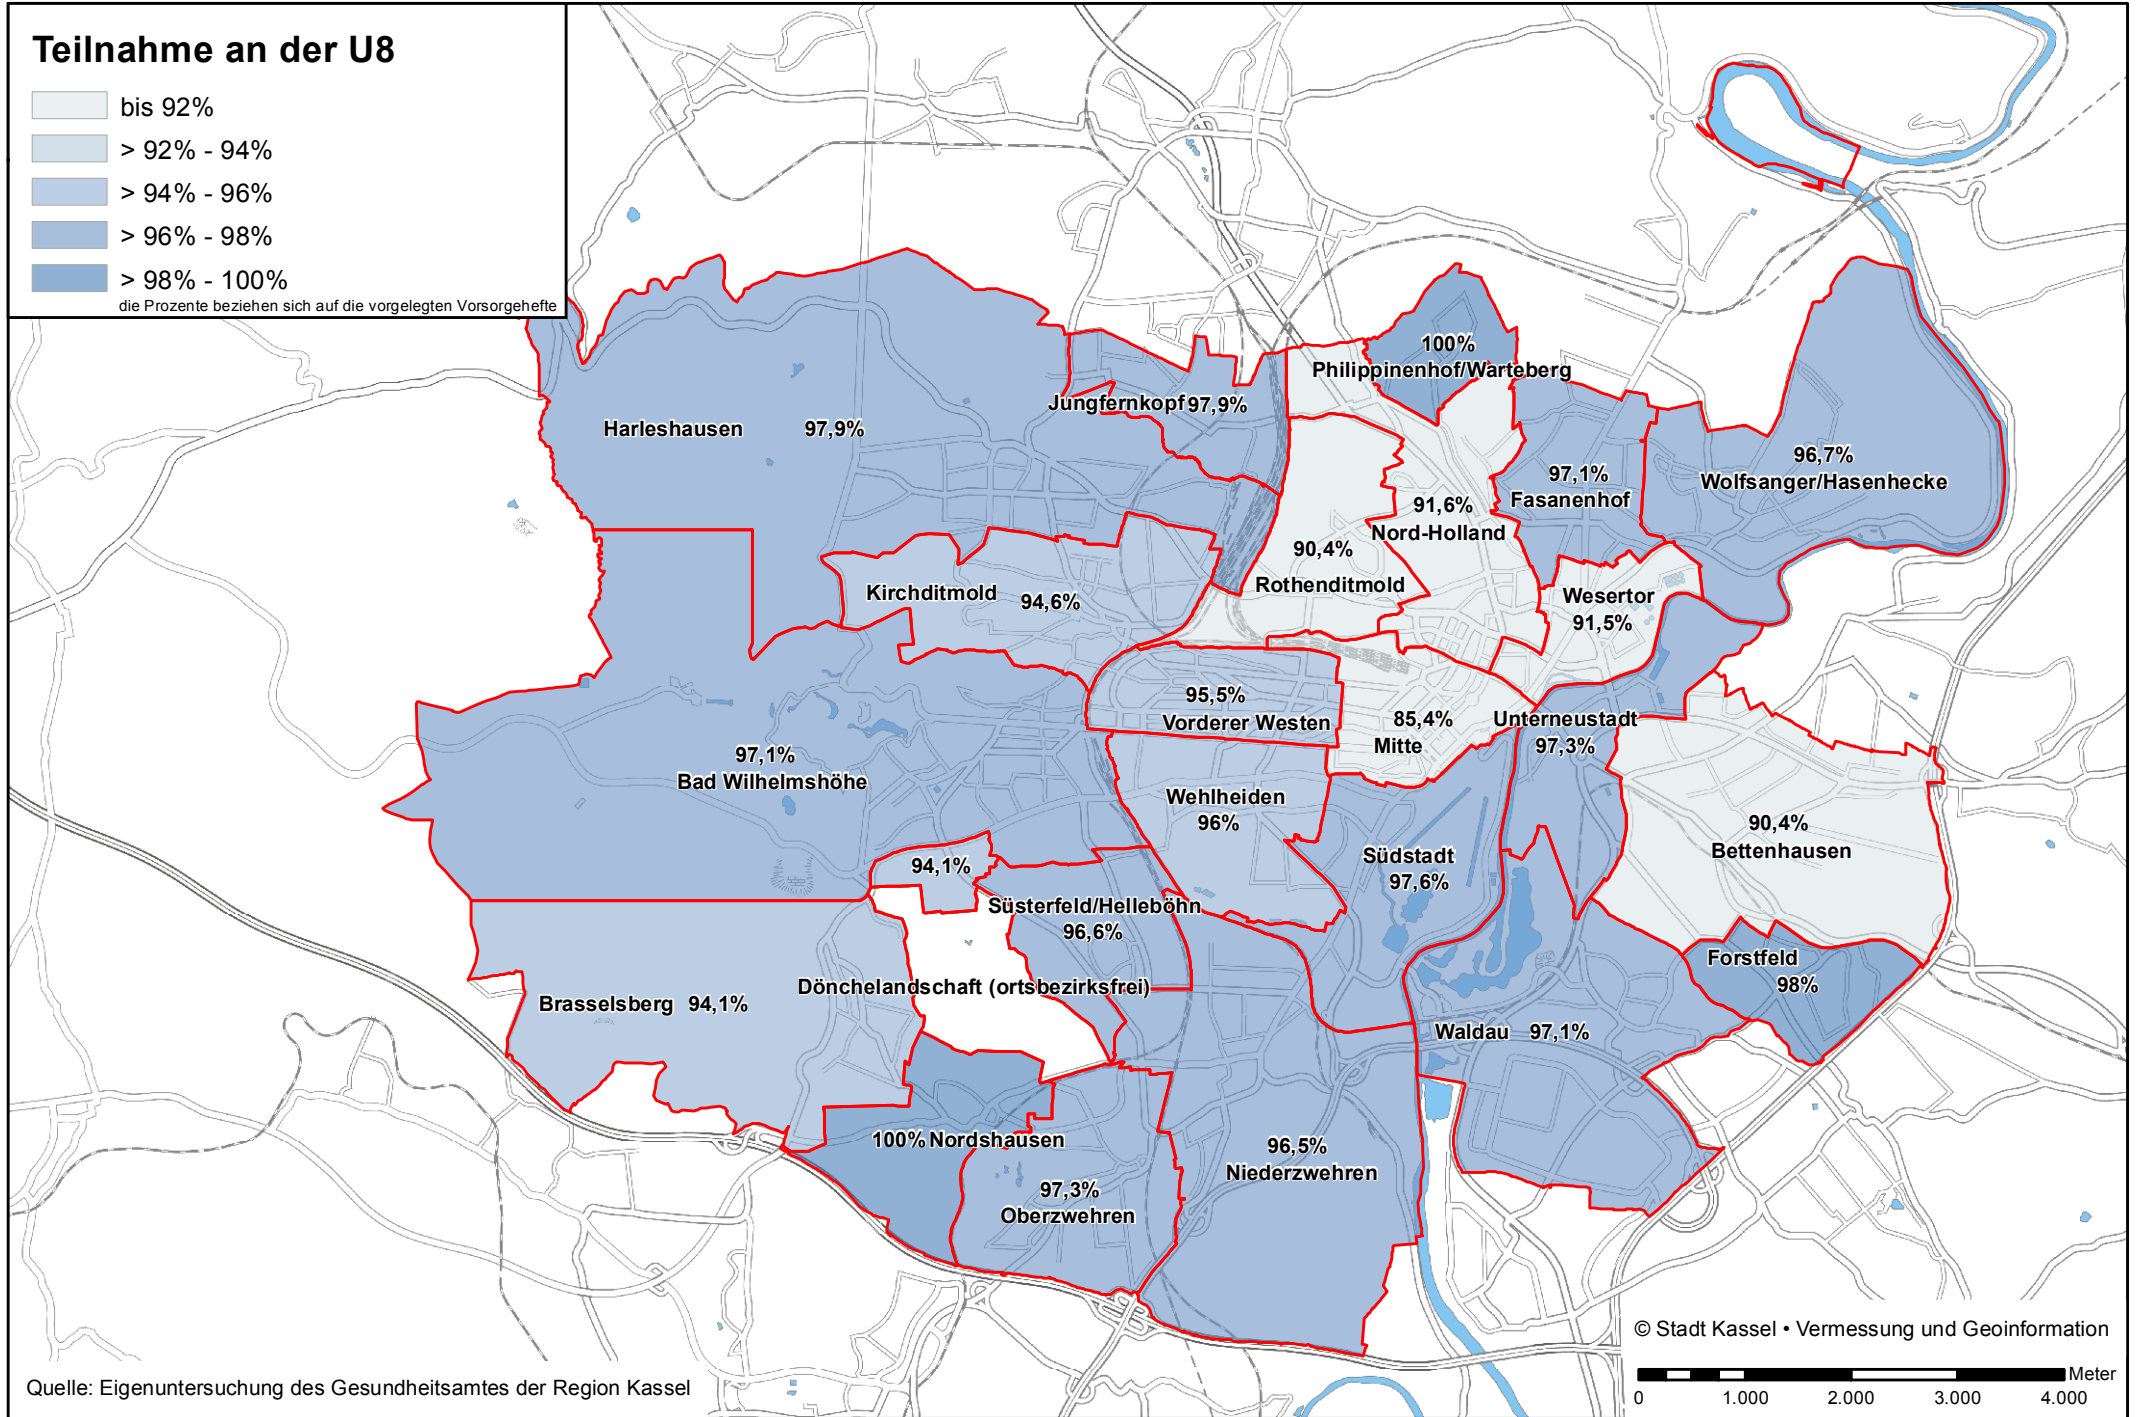 Teilnahme an der U8
bis 92%
> 92% - 94%
> 94% - 96%
> 96% - 98%
> 98% - 100%
die Prozente beziehen sich auf die vorgelegten Vorsorgehefte
100%
Philippinenhof/Warteberg
Jungfernkopf 97,9%
Harleshausen 97,9%
96,7%
Wolfsanger/Hasenhecke
97,1%
Fasanenhof
91,6%
Nord-Holland
90,4%
Rothenditmold
Kirchditmold 94,6%
Wesertor
91,5%
95,5%
Vorderer Westen
85,4%
Mitte
Unterneustadt
97,3%
97,1%
Bad Wilhelmshöhe
Wehlheiden
96%
90,4%
Bettenhausen
Südstadt
97,6%
94,1%
Süsterfeld/Helleböhn
96,6%
Forstfeld
98%
Dönchelandschaft (ortsbezirksfrei)
Brasselsberg 94,1%
Waldau 97,1%
100% Nordshausen
96,5%
Niederzwehren
97,3%
Oberzwehren
© Stadt Kassel • Vermessung und Geoinformation
Meter
0 1.000 2.000 3.000 4.000
Quelle: Eigenuntersuchung des Gesundheitsamtes der Region Kassel